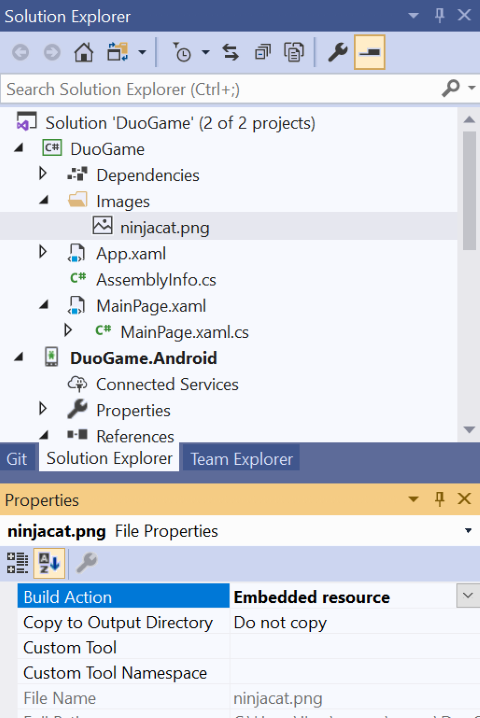 Solution Explorer
Search Solution Explorer (Ctrl+;)
Solution 'DuoGame' (2 of 2 projects)
C# DuoGame
Dependencies
Images
ninjacat.png
App.xaml
C# AssemblyInfo.cs
MainPage.xaml
C# MainPage.xaml.cs
DuoGame.Android
Connected Services
Properties
References
Git Solution Explorer Team Explorer
Properties
ninjacat.png File Properties
Build Action Embedded resource
Copy to Output Directory Do not copy
Custom Tool
Custom Tool Namespace
File Name ninjacat.png